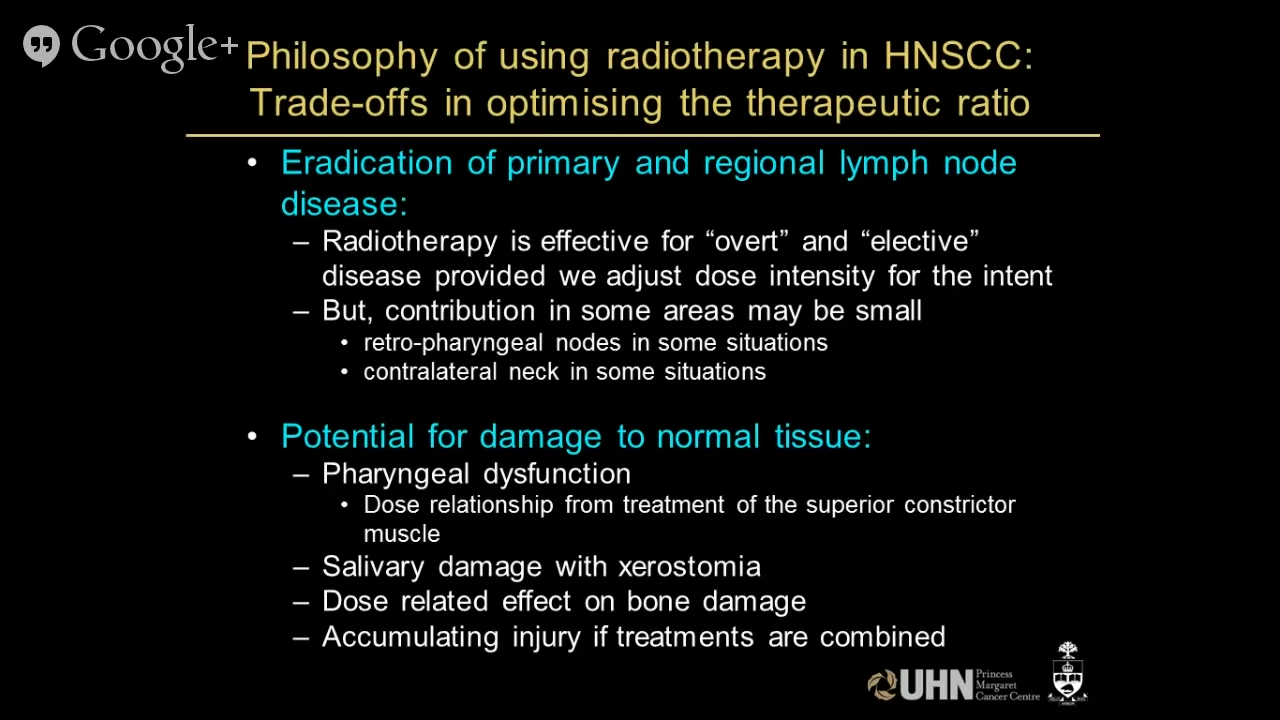 Google+
Philosophy of using radiotherapy in HNSCC:
Trade-offs in optimising the therapeutic ratio
• Eradication of primary and regional lymph node
disease:
– Radiotherapy is effective for “overt” and “elective”
disease provided we adjust dose intensity for the intent
– But, contribution in some areas may be small
• retro-pharyngeal nodes in some situations
• contralateral neck in some situations
• Potential for damage to normal tissue:
– Pharyngeal dysfunction
• Dose relationship from treatment of the superior constrictor
muscle
– Salivary damage with xerostomia
– Dose related effect on bone damage
– Accumulating injury if treatments are combined
UHN
Princess
Margaret
Cancer Centre